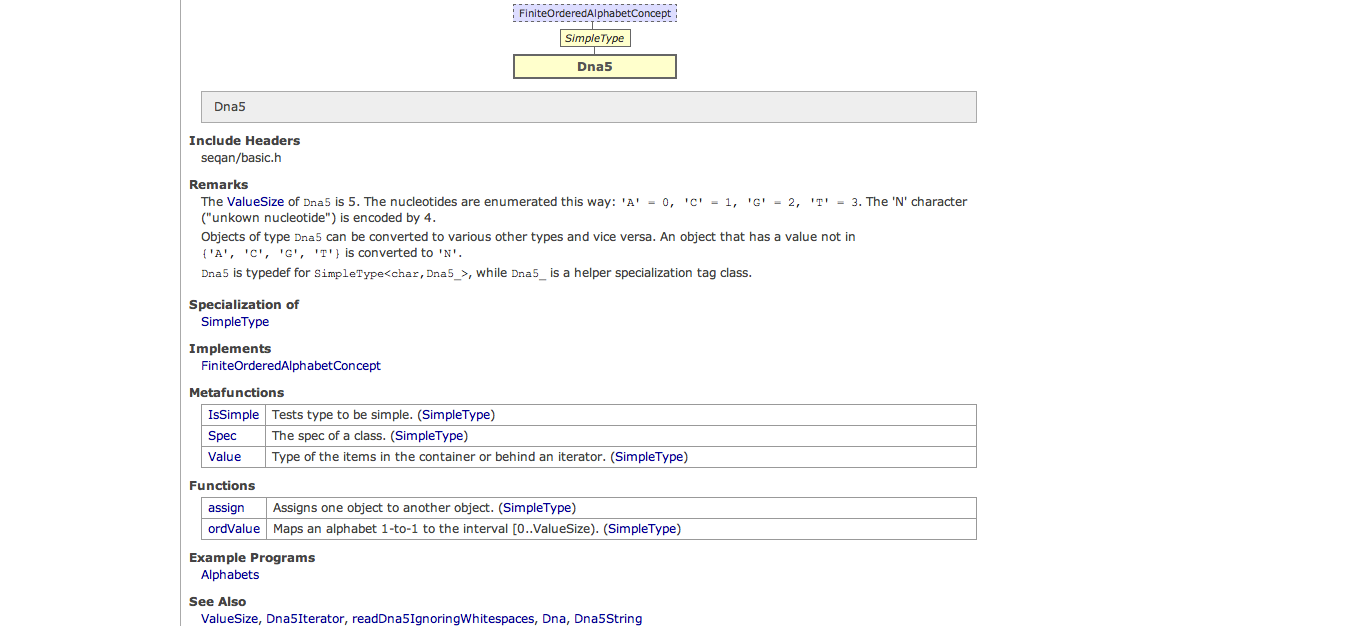 FiniteOrderedAlphabetConcept
SimpleType
Dna5
Dna5
Include Headers
seqan/basic.h
Remarks
The ValueSize of Dna5 is 5. The nucleotides are enumerated this way: 'A' = 0, 'C' = 1, 'G' = 2, 'T' = 3. The 'N' character
("unkown nucleotide") is encoded by 4.
Objects of type Dna5 can be converted to various other types and vice versa. An object that has a value not in
{'A', 'C', 'G', 'T'} is converted to 'N'.
Dna5 is typedef for SimpleType<char,Dna5_>, while Dna5_ is a helper specialization tag class.
Specialization of
SimpleType
Implements
FiniteOrderedAlphabetConcept
Metafunctions
IsSimple Tests type to be simple. (SimpleType)
Spec The spec of a class. (SimpleType)
Value Type of the items in the container or behind an iterator. (SimpleType)
Functions
assign Assigns one object to another object. (SimpleType)
ordValue Maps an alphabet 1-to-1 to the interval [0..ValueSize). (SimpleType)
Example Programs
Alphabets
See Also
ValueSize, Dna5Iterator, readDna5IgnoringWhitespaces, Dna, Dna5String